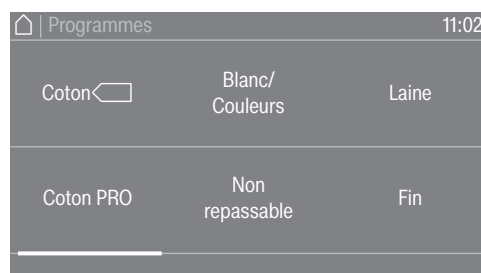 Programmes 11:02
Coton
Blanc/
Couleurs
Laine
Coton PRO
Non
repassable
Fin